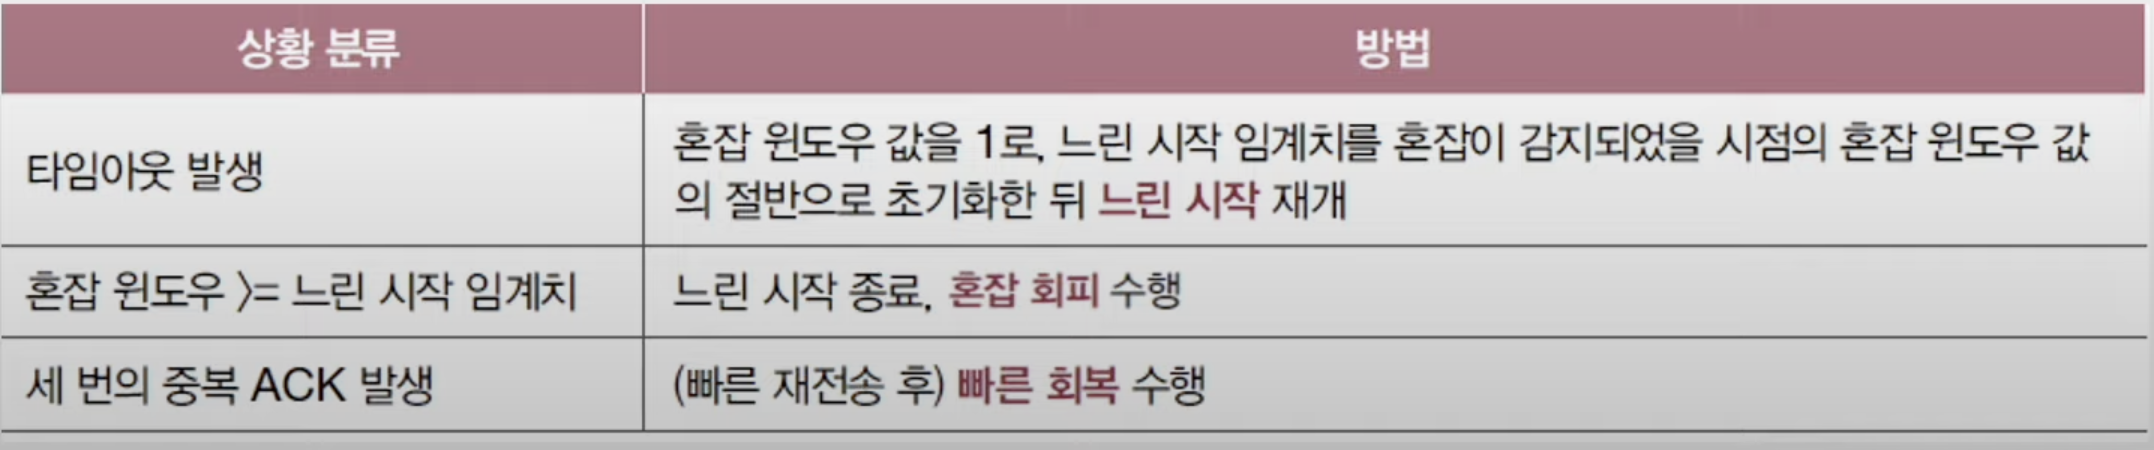 상황 분류 방법
타임아웃 발생
혼잡 윈도우 값을 1로, 느린 시작 임계치를 혼잡이 감지되었을 시점의 혼잡 윈도우 값
의 절반으로 초기화한 뒤 느린 시작 재개
혼잡 윈도우 >= 느린 시작 임계치
느린 시작 종료, 혼잡 회피 수행
세 번의 중복 ACK 발생
(빠른 재전송 후) 빠른 회복 수행